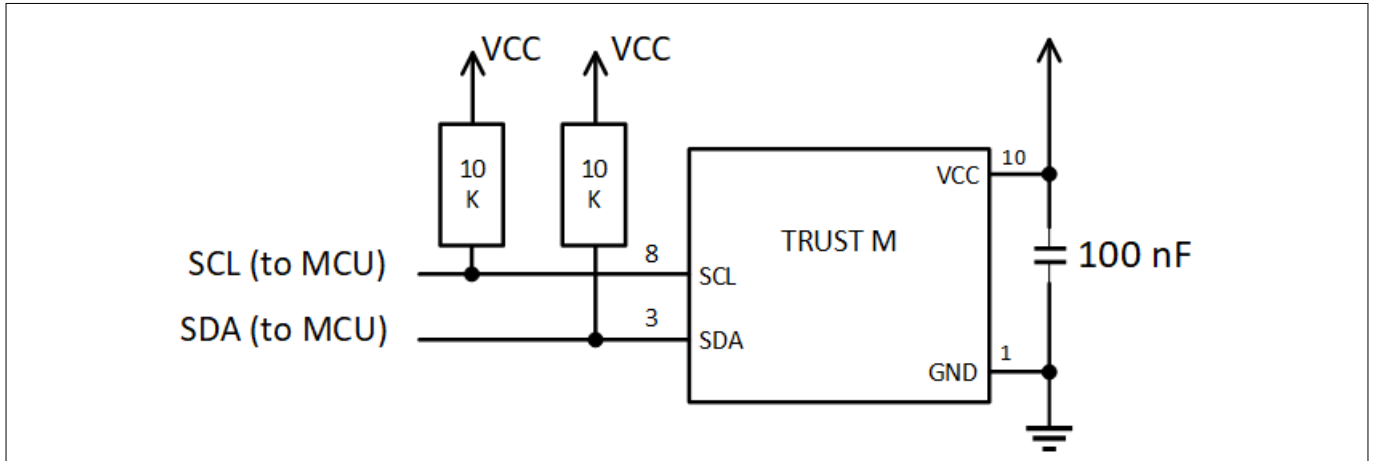 VCC
VCC
10
K
10
K
VCC
10
TRUST M
SCL (to MCU)
8
SCL
100 nF
SDA (to MCU)
3
SDA
GND
1